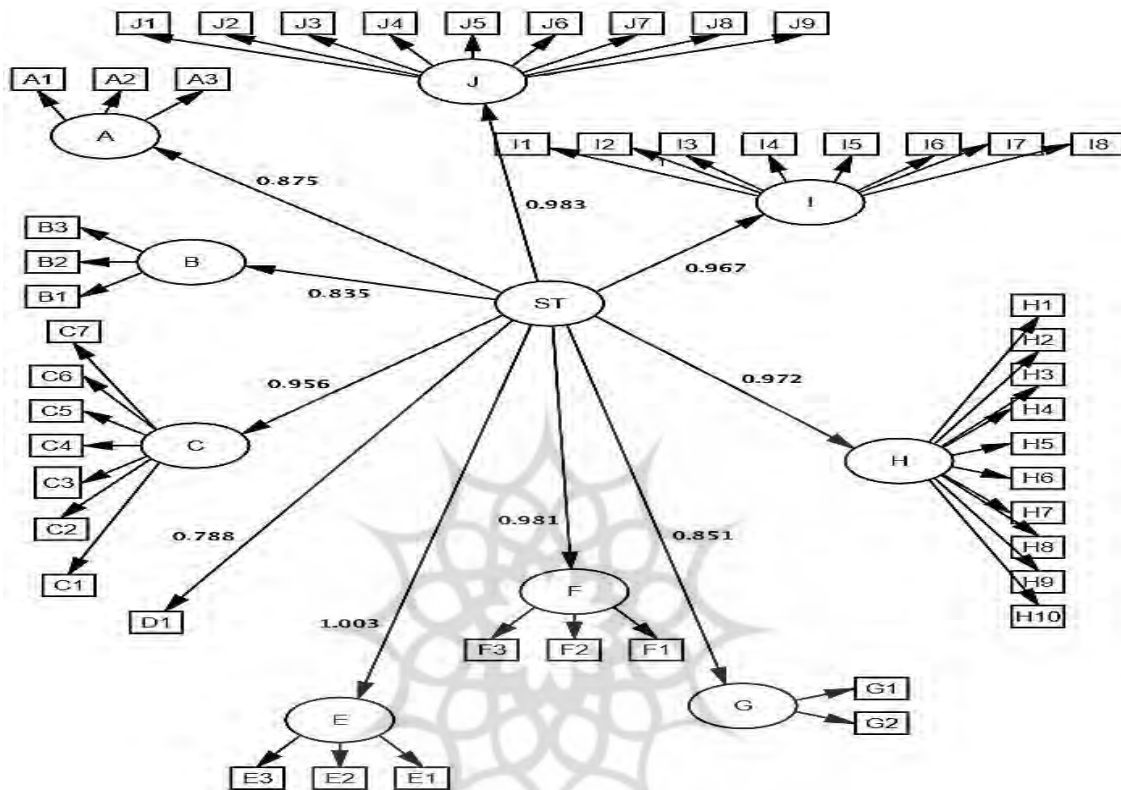 J1 J2 J3 J4 J5 J6 J7 J8 J9
J
A1 A2 A3
A
I1 I2 I3 I4 I5 I6 I7 I8
1
I
0.875
0.983
0.967
B3
B2
B1
B
0.835
ST
C7
C6
C5
C4
C3
C2
C1
C
0.956
0.972
H1
H2
H3
H4
H5
H6
H7
H8
H9
H10
H
0.788
D1
0.981
0.851
1.003
F
F3 F2 F1
G
G1
G2
E
E3 E2 E1